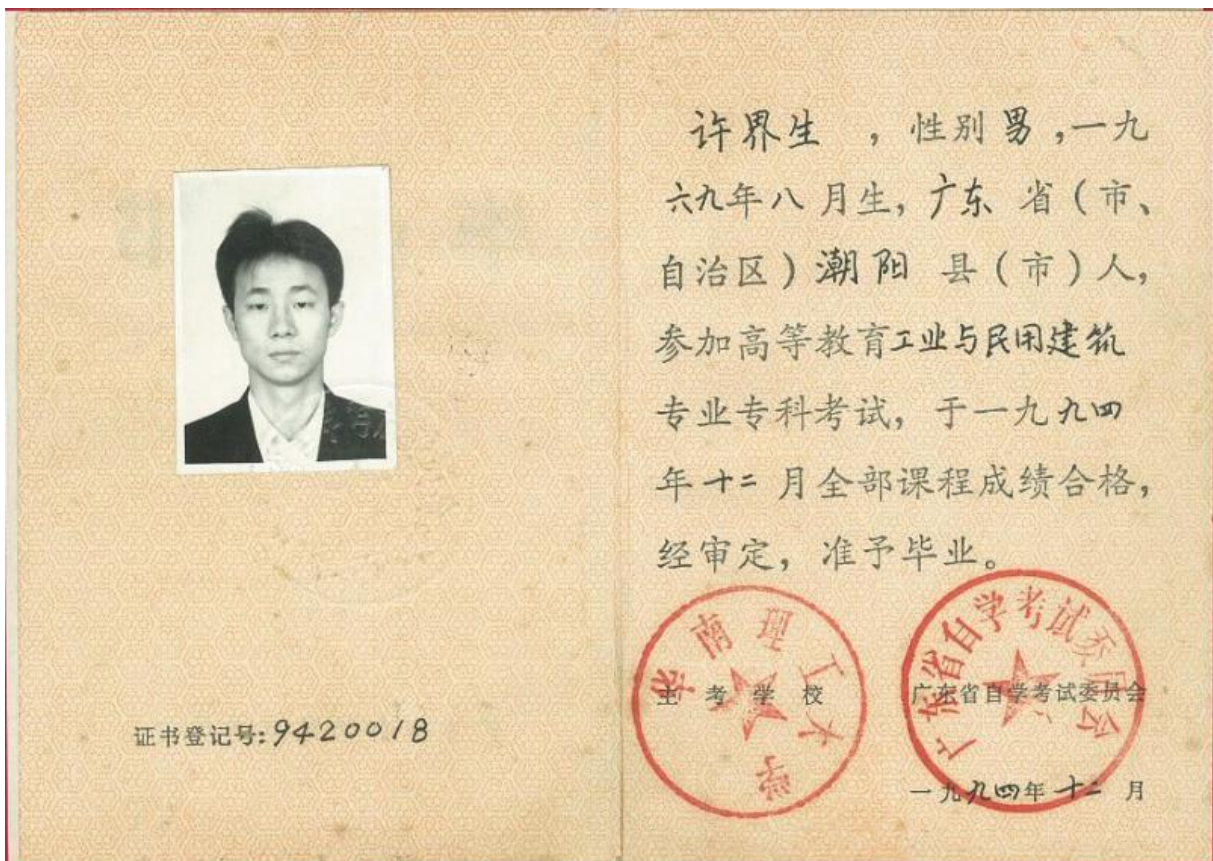 证书登记号:9420018
许界生 , 性别 男 ,一九
六九年八 月生, 广东 省 ( 市、
自治区 ) 潮阳 县 ( 市 ) 人,
参加高等教育工业与民用建筑
专业专科考试, 于一九九四
年十二 月全部课程成绩合格,
经审定, 准予毕业。
华南理工大学
主考学校
广东省自学考试委员会
广东省自学考试委员会
一九九四年十二 月